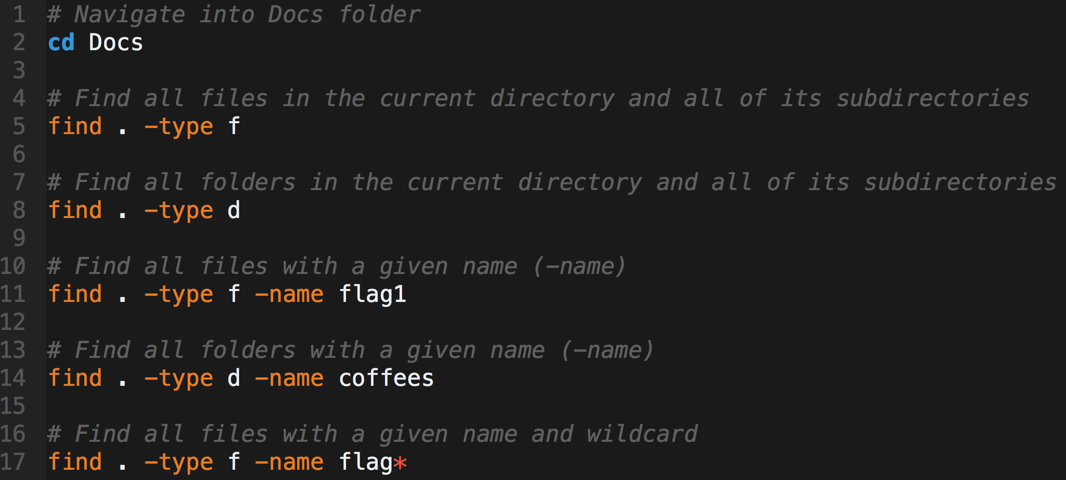 1 # Navigate into Docs folder
2 cd Docs
3
4 # Find all files in the current directory and all of its subdirectories
5 find . -type f
6
7 # Find all folders in the current directory and all of its subdirectories
8 find . -type d
9
10 # Find all files with a given name (-name)
11 find . -type f -name flag1
12
13 # Find all folders with a given name (-name)
14 find . -type d -name coffees
15
16 # Find all files with a given name and wildcard
17 find . -type f -name flag*